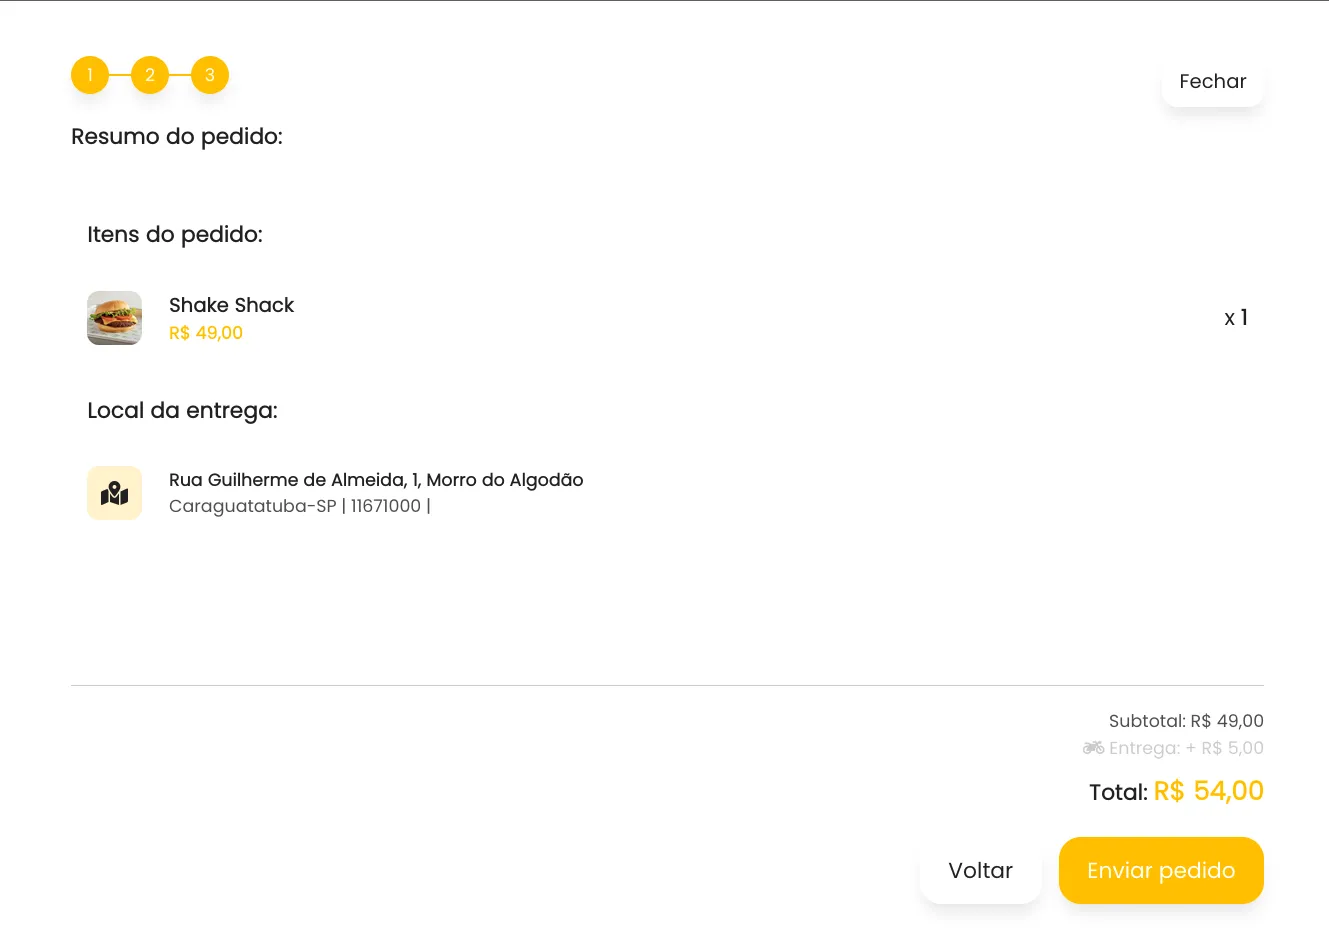 1 2 3
Fechar
Resumo do pedido:
Itens do pedido:
Shake Shack
R$ 49,00
x 1
Local da entrega:
Rua Guilherme de Almeida, 1, Morro do Algodão
Caraguatatuba-SP | 11671000 |
Subtotal: R$ 49,00
Entrega: + R$ 5,00
Total: R$ 54,00
Voltar
Enviar pedido